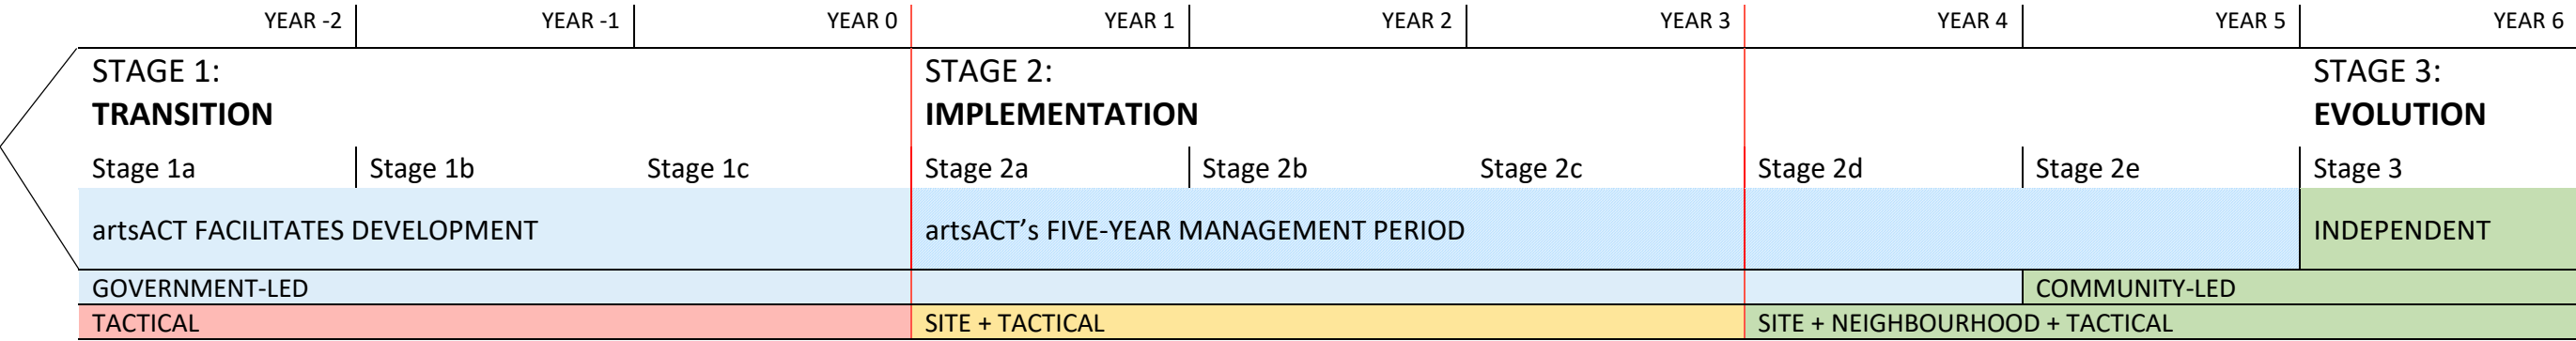 YEAR -2 YEAR -1 YEAR 0 YEAR 1 YEAR 2 YEAR 3 YEAR 4 YEAR 5 YEAR 6
STAGE 1: STAGE 2: STAGE 3:
TRANSITION IMPLEMENTATION EVOLUTION
Stage 1a Stage 1b Stage 1c Stage 2a Stage 2b Stage 2c Stage 2d Stage 2e Stage 3
artsACT FACILITATES DEVELOPMENT artsACT’s FIVE-YEAR MANAGEMENT PERIOD INDEPENDENT
GOVERNMENT-LED COMMUNITY-LED
TACTICAL SITE + TACTICAL SITE + NEIGHBOURHOOD + TACTICAL